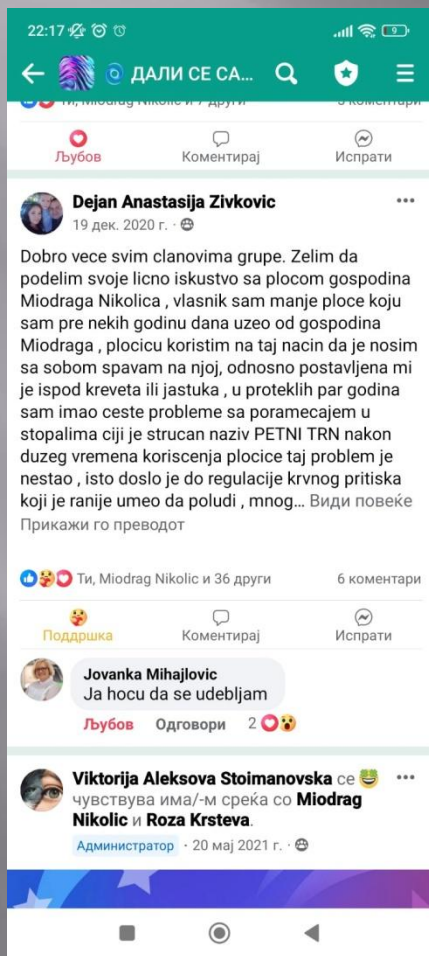 22:17
9
ДАЛИ СЕ СА...
Љубов
Коментирај
Испрати
Dejan Anastasija Zivkovic
19 дек. 2020 г. ·
Dobro vece svim clanovima grupe. Zelim da
podelim svoje licno iskustvo sa plocom gospodina
Miodraga Nikolica , vlasnik sam manje ploce koju
sam pre nekih godinu dana uzeo od gospodina
Miodraga , plocicu koristim na taj nacin da je nosim
sa sobom spavam na njoj, odnosno postavljena mi
je ispod kreveta ili jastuka , u proteklih par godina
sam imao ceste probleme sa poramecajem u
stopalima ciji je strucan naziv PETNI TRN nakon
duzeg vremena koriscenja plocice taj problem je
nestao , isto doslo je do regulacije krvnog pritiska
koji je ranije umeo da poludi , mnog... Види повеќе
Прикажи го преводот
Ти, Miodrag Nikolic и 36 други
6 коментари
Поддршка
Коментирај
Испрати
Jovanka Mihajlovic
Ja hocu da se udebljam
Љубов Одговори 2
Viktorija Aleksova Stoimanovska се
чувствува има/-м среќа со Miodrag
Nikolic и Roza Krsteva.
Администратор · 20 мај 2021 г. ·